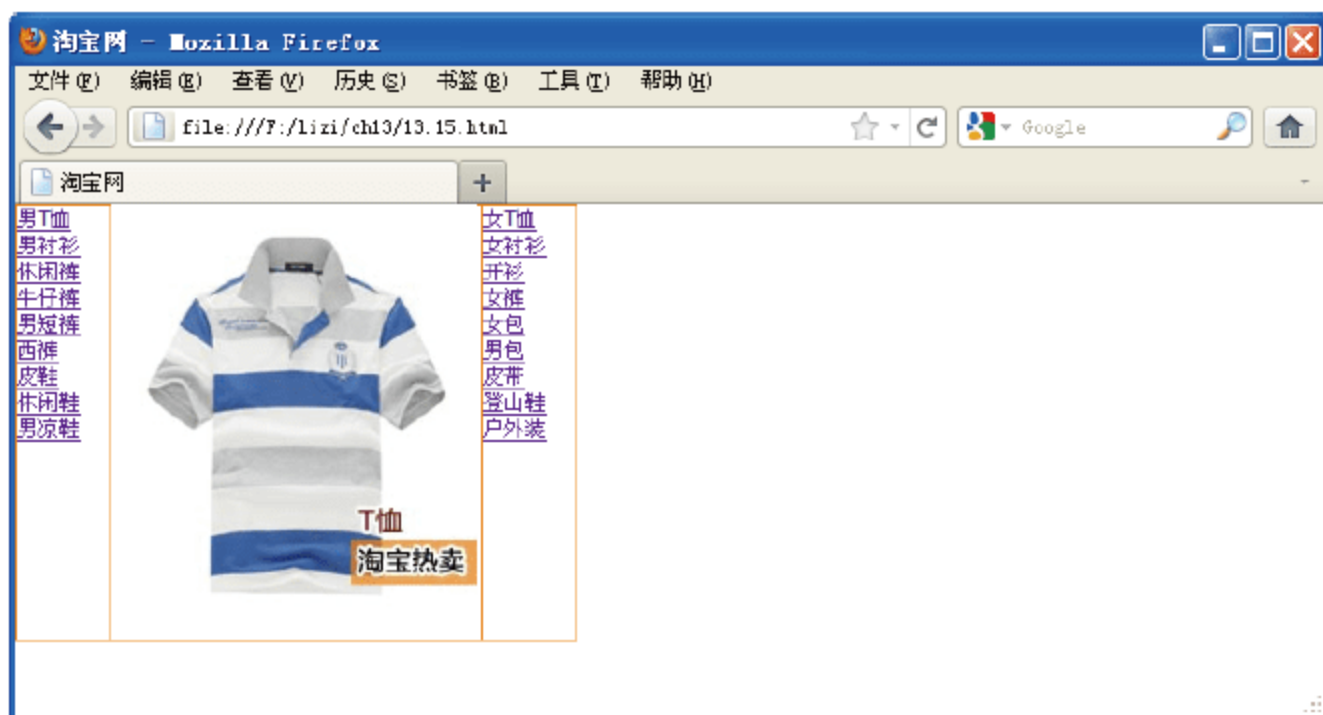 淘宝网 - Mozilla Firefox
文件(F) 编辑(E) 查看(V) 历史(S) 书签(B) 工具(T) 帮助(H)
file:///F:/lizi/ch13/13.15.html Google
淘宝网
男T恤
男衬衫
休闲裤
牛仔裤
男短裤
西裤
皮鞋
休闲鞋
男凉鞋
T恤
淘宝热卖
女T恤
女衬衫
开衫
女裤
女包
男包
皮带
登山鞋
户外装